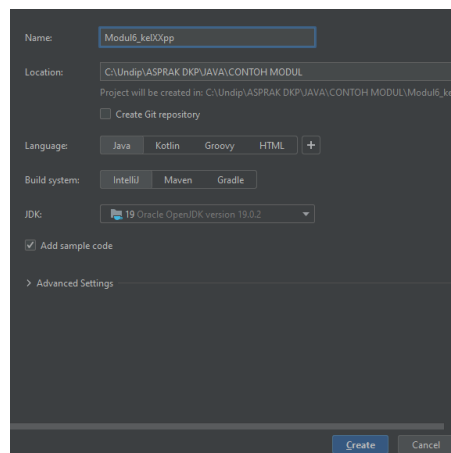 Name: Modul6_kelXXpp
Location: C:\Undip\ASPRAK DKP\JAVA\CONTOH MODUL
Project will be created in: C:\Undip\ASPRAK DKP\JAVA\CONTOH MODUL\Modul6_ke
Create Git repository
Language: Java Kotlin Groovy HTML +
Build system: IntelliJ Maven Gradle
JDK: 19 Oracle OpenJDK version 19.0.2
Add sample code
Advanced Settings
Create Cancel